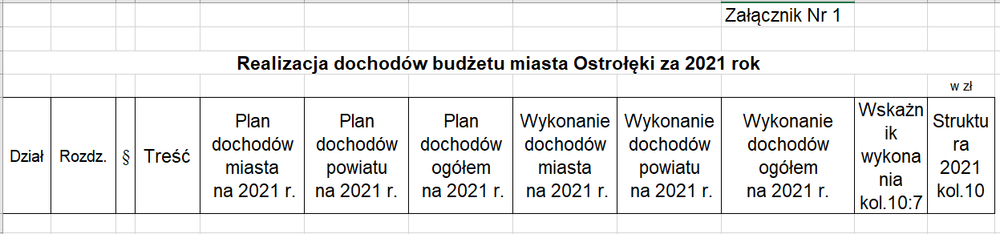 Załącznik Nr 1
Realizacja dochodów budżetu miasta Ostrołęki za 2021 rok
w zł
Dział
Rozdz.
§
Treść
Plan
dochodów
miasta
na 2021 r.
Plan
dochodów
powiatu
na 2021 r.
Plan
dochodów
ogółem
na 2021 r.
Wykonanie
dochodów
miasta
na 2021 r.
Wykonanie
dochodów
powiatu
na 2021 r.
Wykonanie
dochodów
ogółem
na 2021 r.
Wskaźn
ik
wykona
nia
kol.10:7
Struktu
ra
2021
kol.10